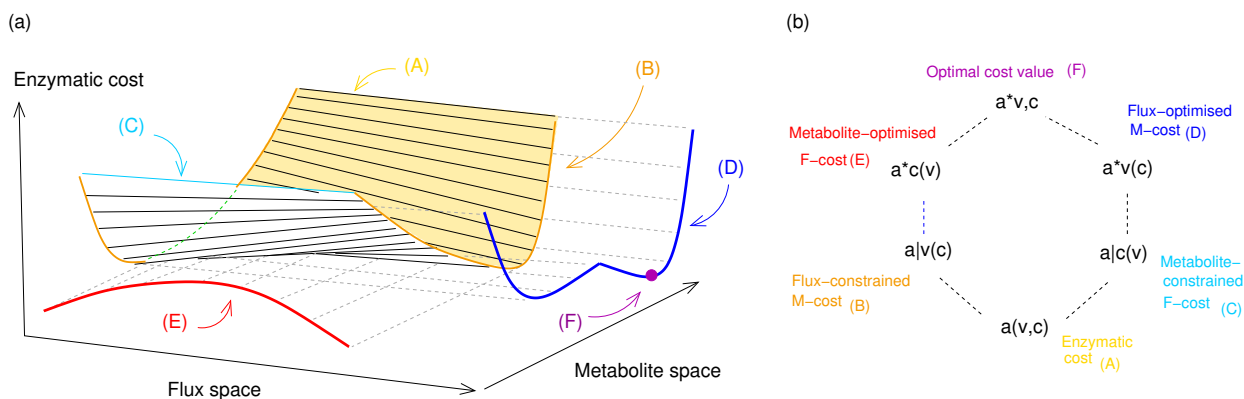 (a)
Enzymatic cost
(A)
(B)
(C)
(D)
(E)
(F)
Flux space
Metabolite space
(b)
Optimal cost value (F)
a*v,c
Metabolite−optimised
F−cost (E)
a*c(v)
Flux−optimised
M−cost (D)
a*v(c)
a|v(c)
Flux−constrained
M−cost (B)
a|c(v)
Metabolite−
constrained
F−cost (C)
a(v,c)
Enzymatic
cost (A)